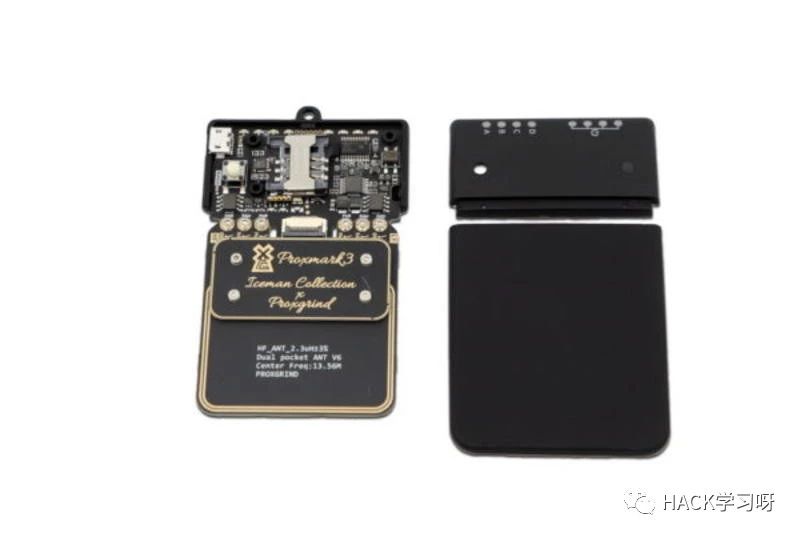 A B C D
Proxmark3
Iceman Collection
x
Proxgrind
HF_ANT_2.3uH±3%
Dual pocket ANT V6
Center Freq:13.56M
PROXGRIND
HACK学习呀